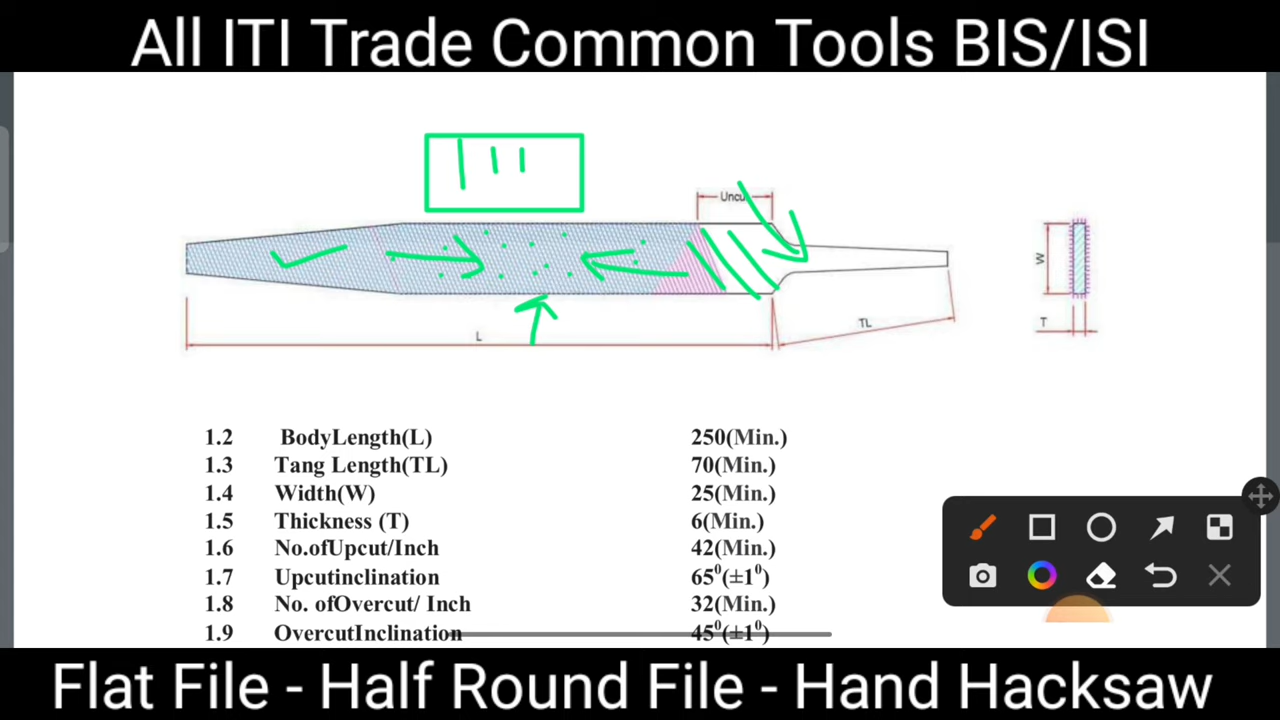 All ITI Trade Common Tools BIS/ISI
L
TL
W
T
1.2 BodyLength(L) 250(Min.)
1.3 Tang Length(TL) 70(Min.)
1.4 Width(W) 25(Min.)
1.5 Thickness (T) 6(Min.)
1.6 No.ofUpcut/Inch 42(Min.)
1.7 Upcutinclination 65⁰(±1⁰)
1.8 No. ofOvercut/ Inch 32(Min.)
1.9 OvercutInclination 45⁰(±1⁰)
Flat File - Half Round File - Hand Hacksaw